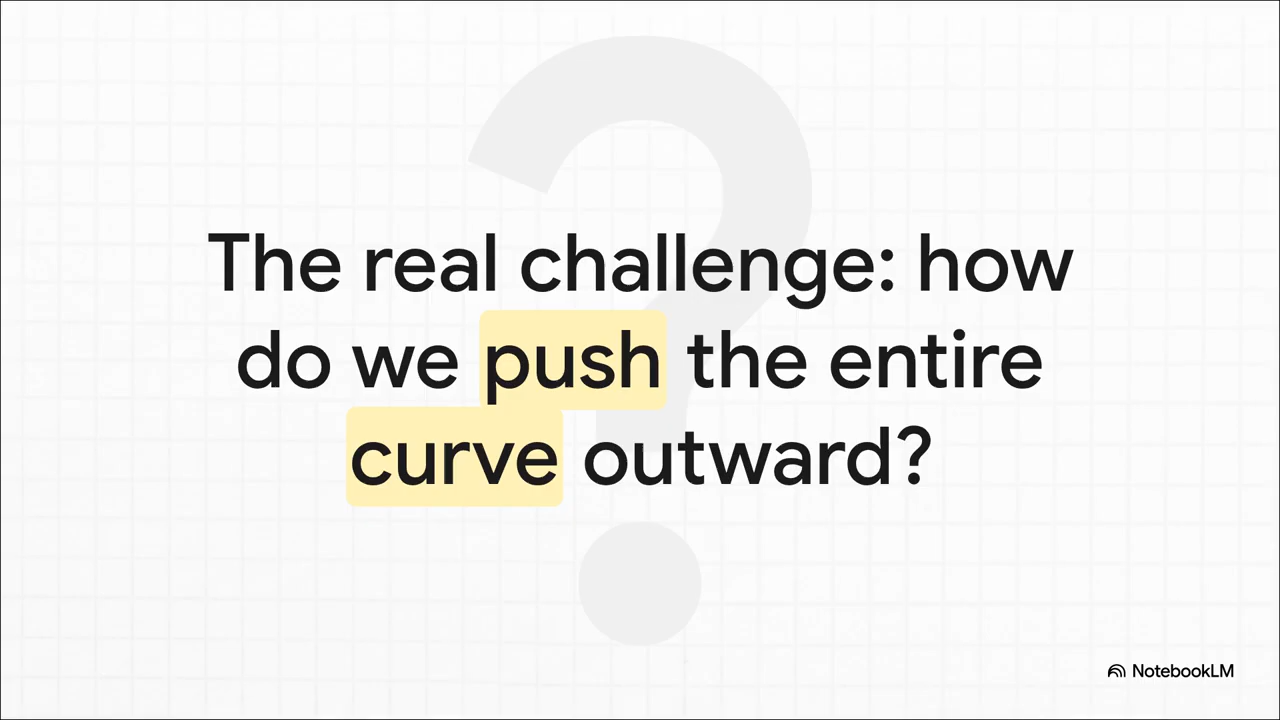 The real challenge: how
do we push the entire
curve outward?
NotebookLM